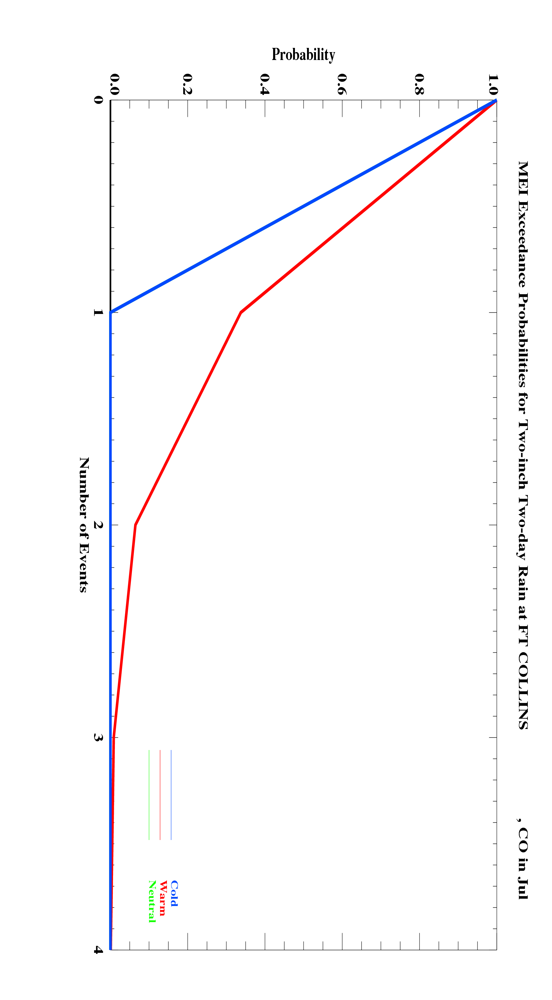 MEI Exceedance Probabilities for Two-inch Two-day Rain at FT COLLINS , CO in Jul
Probability
1.0
0.8
0.6
0.4
0.2
0.0
Cold
Warm
Neutral
0 1 2 3 4
Number of Events